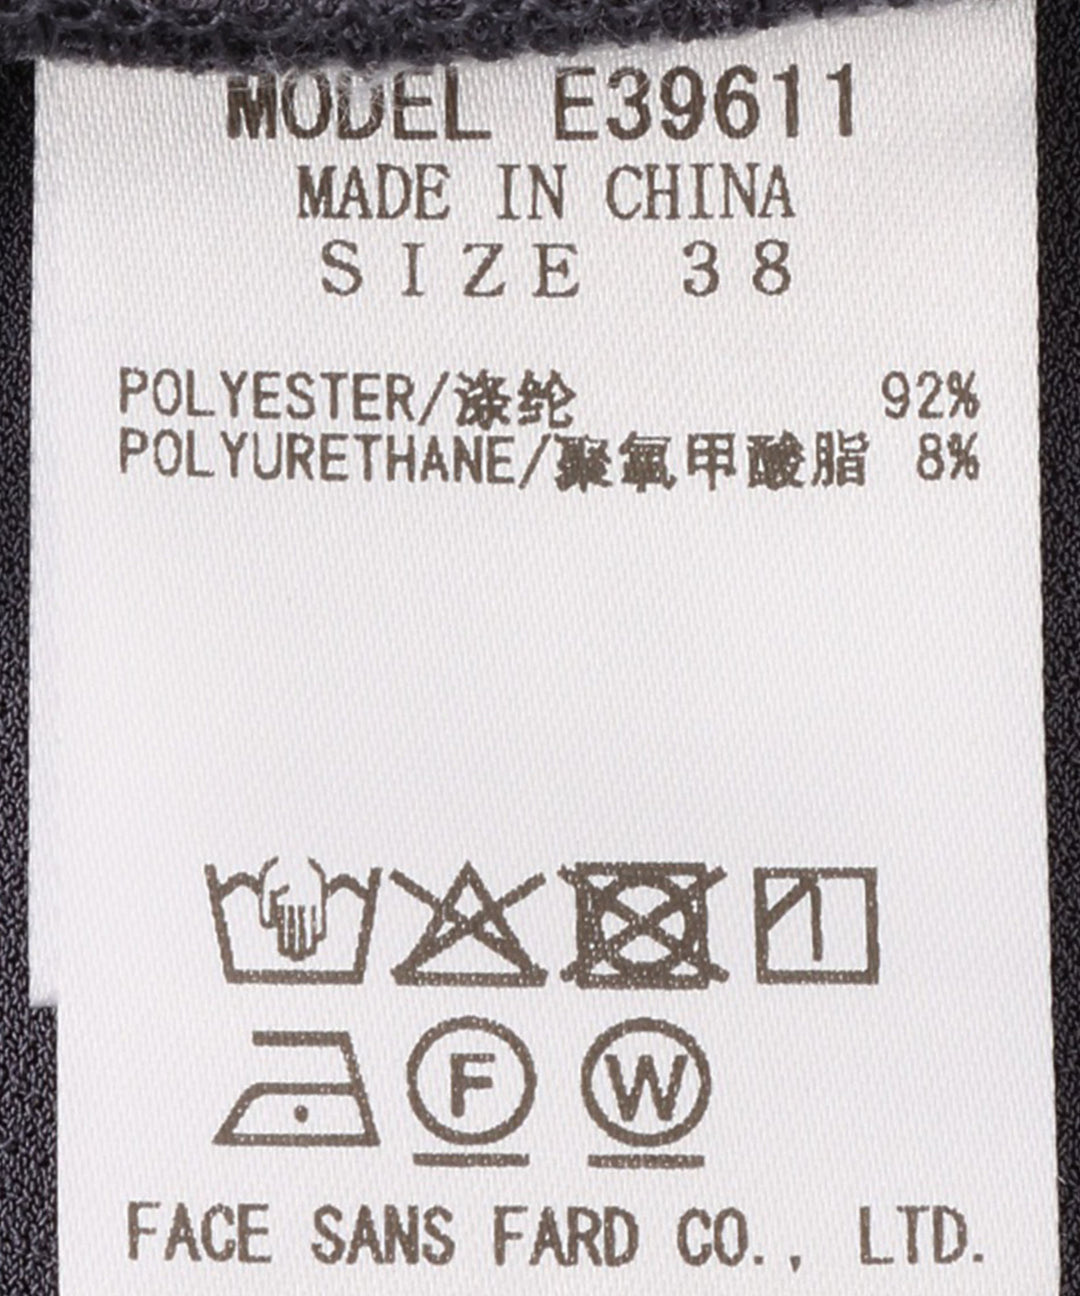 MODEL E39611
MADE IN CHINA
SIZE 38
POLYESTER/涤纶 92%
POLYURETHANE/聚氨甲酸脂 8%
F W
FACE SANS FARD CO., LTD.